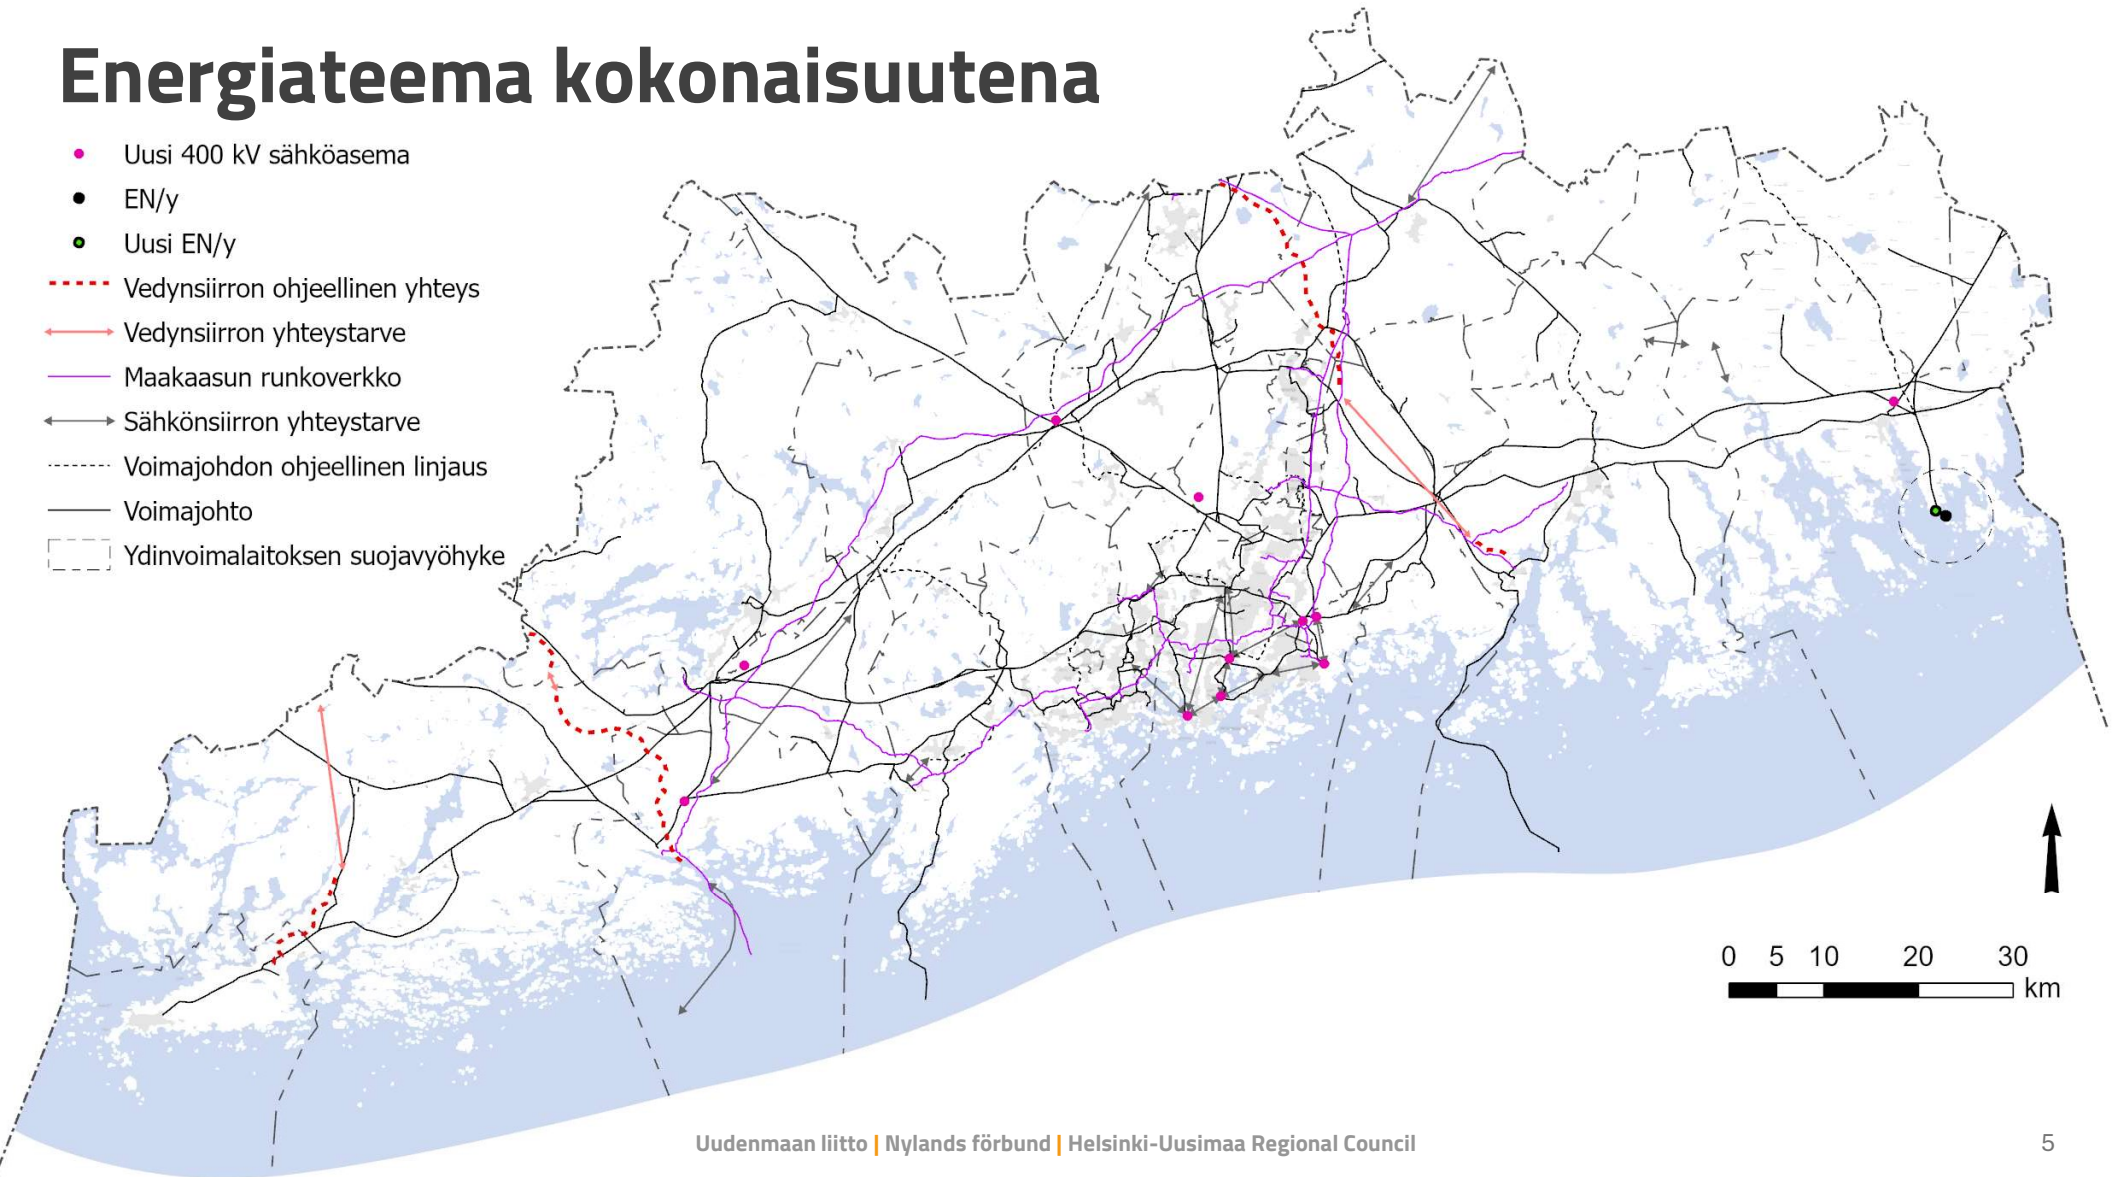 Energiateema kokonaisuutena
Uusi 400 kV sähköasema
EN/y
Uusi EN/y
Vedynsiirron ohjeellinen yhteys
Vedynsiirron yhteystarve
Maakaasun runkoverkko
Sähkönsiirron yhteystarve
Voimajohdon ohjeellinen linjaus
Voimajohto
Ydinvoimalaitoksen suojavyöhyke
0 5 10 20 30
km
Uudenmaan liitto | Nylands förbund | Helsinki-Uusimaa Regional Council
5